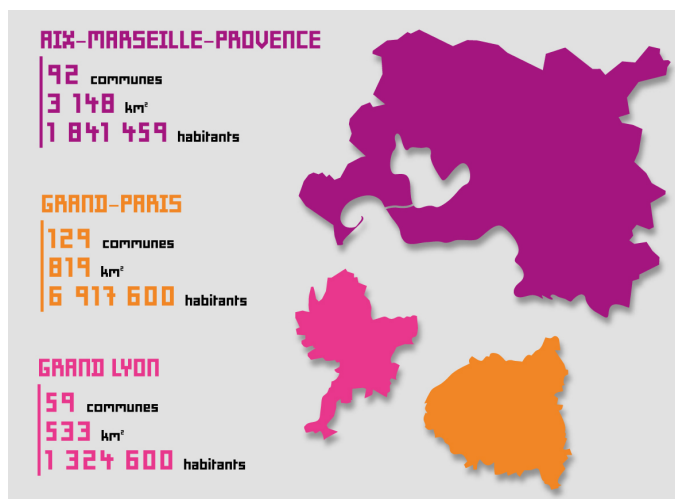 AIX-MARSEILLE-PROVENCE
92 communes
3 148 km²
1 841 459 habitants
GRAND-PARIS
129 communes
819 km²
6 917 600 habitants
GRAND LYON
59 communes
533 km²
1 324 600 habitants